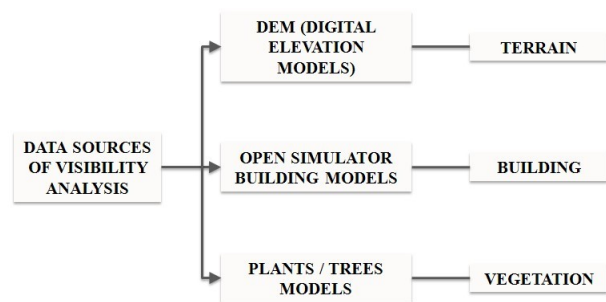 DEM (DIGITAL
ELEVATION
MODELS)
TERRAIN
DATA SOURCES
OF VISIBILITY
ANALYSIS
OPEN SIMULATOR
BUILDING MODELS
BUILDING
PLANTS / TREES
MODELS
VEGETATION